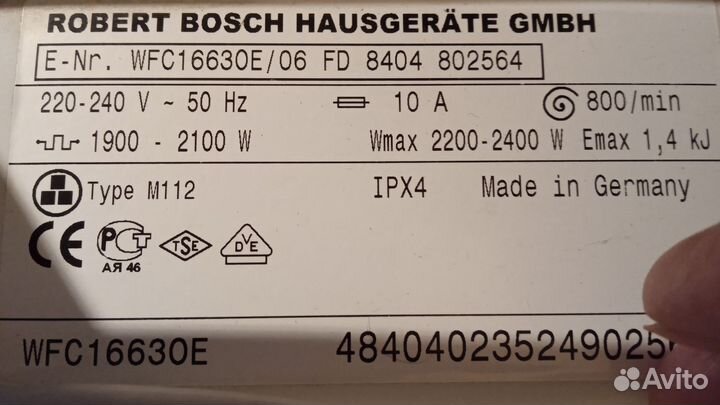 ROBERT BOSCH HAUSGERÄTE GMBH
E-Nr. WFC16630E/06 FD 8404 802564
220-240 V ~ 50 Hz 10 A 800/min
1900 - 2100 W Wmax 2200-2400 W Emax 1,4 kJ
Type M112 IPX4 Made in Germany
CE РСТ TSE DVE
АЯ 46
WFC16630E 484040235249025
Avito